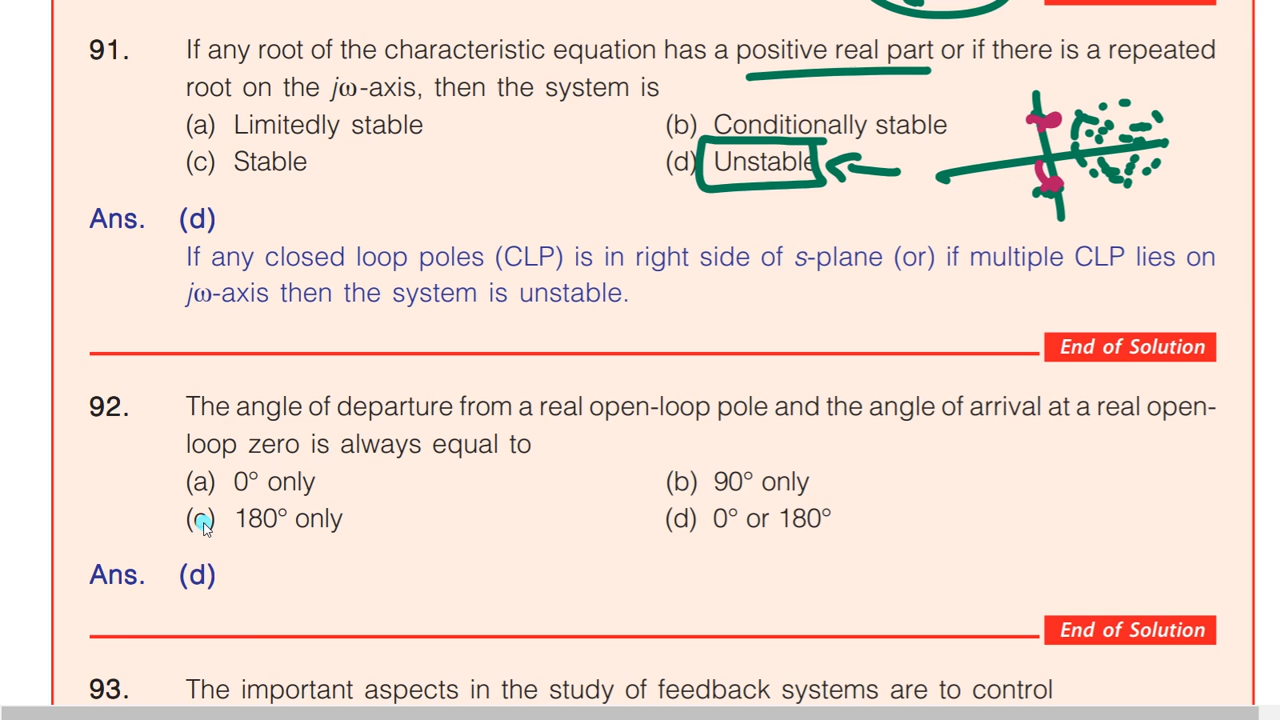 91. If any root of the characteristic equation has a positive real part or if there is a repeated
root on the jω-axis, then the system is
(a) Limitedly stable (b) Conditionally stable
(c) Stable (d) Unstable
Ans. (d)
If any closed loop poles (CLP) is in right side of s-plane (or) if multiple CLP lies on
jω-axis then the system is unstable.
End of Solution
92. The angle of departure from a real open-loop pole and the angle of arrival at a real open-
loop zero is always equal to
(a) 0° only (b) 90° only
(c) 180° only (d) 0° or 180°
Ans. (d)
End of Solution
93. The important aspects in the study of feedback systems are to control